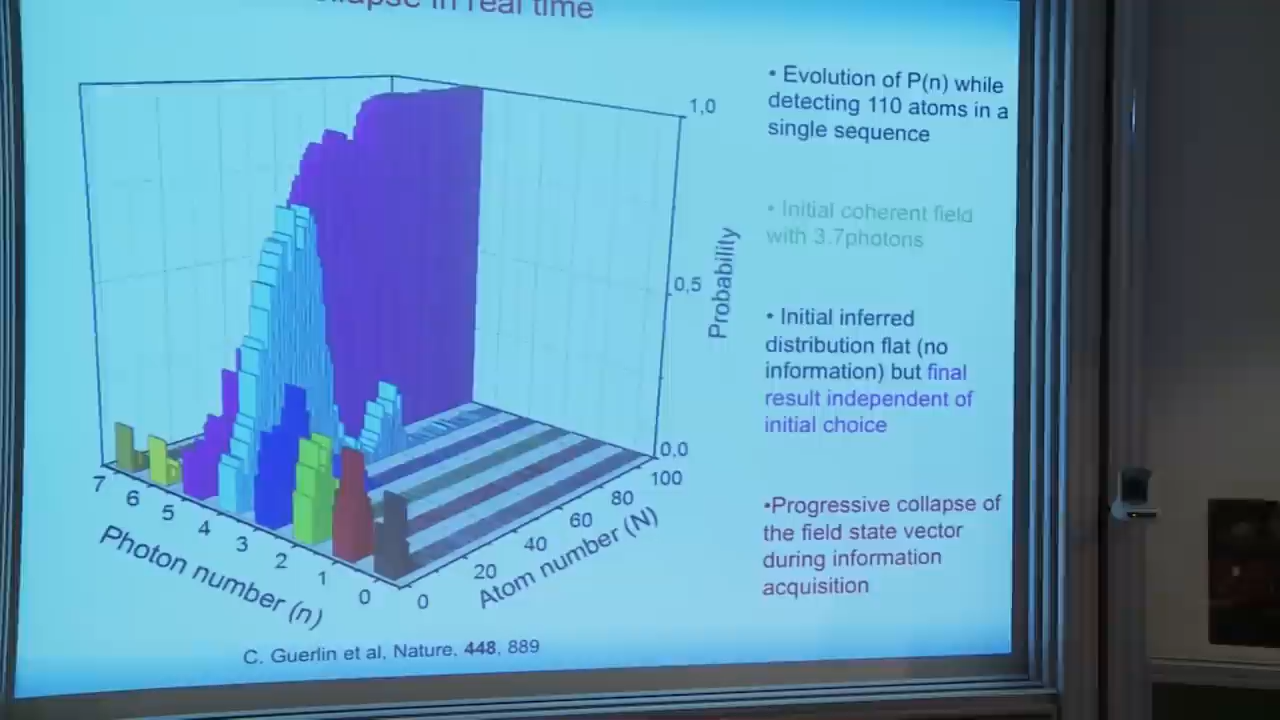 in real time
• Evolution of P(n) while
detecting 110 atoms in a
single sequence
• Initial coherent field
with 3.7photons
• Initial inferred
distribution flat (no
information) but final
result independent of
initial choice
•Progressive collapse of
the field state vector
during information
acquisition
1,0
0,5
0,0
Probability
7
6
5
4
3
2
1
0
Photon number (n)
0
20
40
60
80
100
Atom number (N)
C. Guerlin et al, Nature, 448, 889